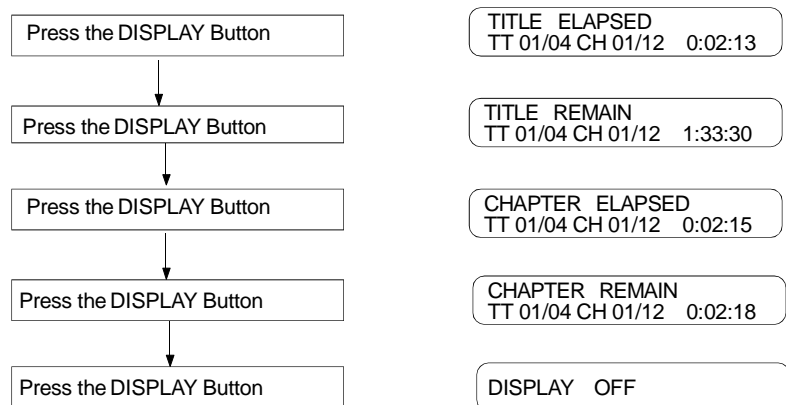 Press the DISPLAY Button
TITLE ELAPSED
TT 01/04 CH 01/12 0:02:13
Press the DISPLAY Button
TITLE REMAIN
TT 01/04 CH 01/12 1:33:30
Press the DISPLAY Button
CHAPTER ELAPSED
TT 01/04 CH 01/12 0:02:15
Press the DISPLAY Button
CHAPTER REMAIN
TT 01/04 CH 01/12 0:02:18
Press the DISPLAY Button
DISPLAY OFF